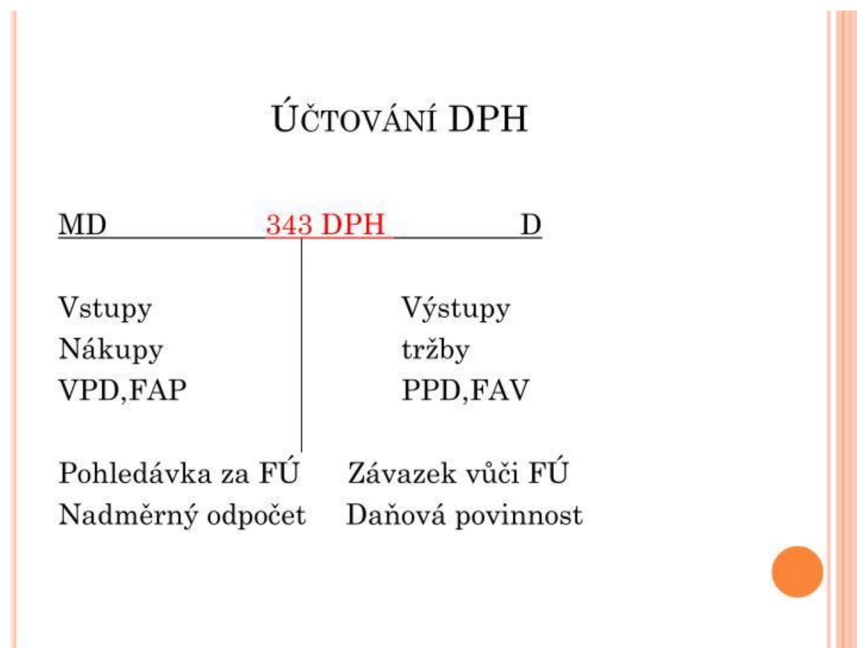 ÚČTOVÁNÍ DPH
MD 343 DPH D
Vstupy Výstupy
Nákupy tržby
VPD,FAP PPD,FAV
Pohledávka za FÚ Závazek vůči FÚ
Nadměrný odpočet Daňová povinnost